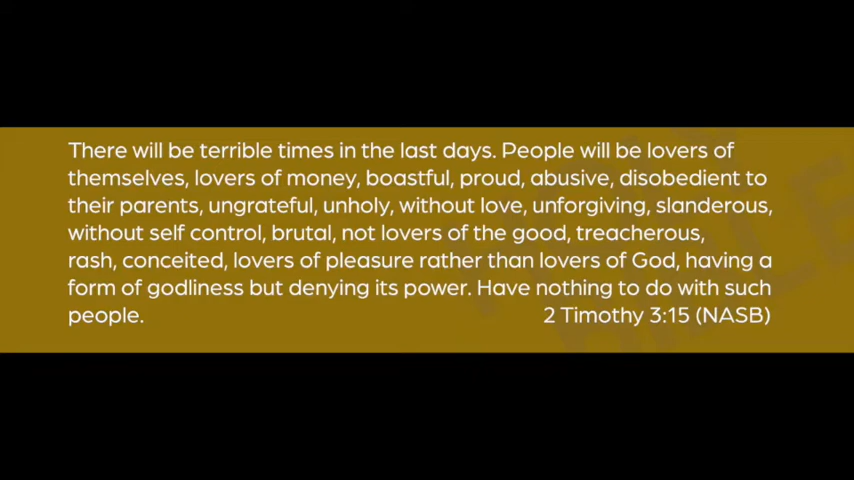 There will be terrible times in the last days. People will be lovers of
themselves, lovers of money, boastful, proud, abusive, disobedient to
their parents, ungrateful, unholy, without love, unforgiving, slanderous,
without self control, brutal, not lovers of the good, treacherous,
rash, conceited, lovers of pleasure rather than lovers of God, having a
form of godliness but denying its power. Have nothing to do with such
people. 2 Timothy 3:15 (NASB)